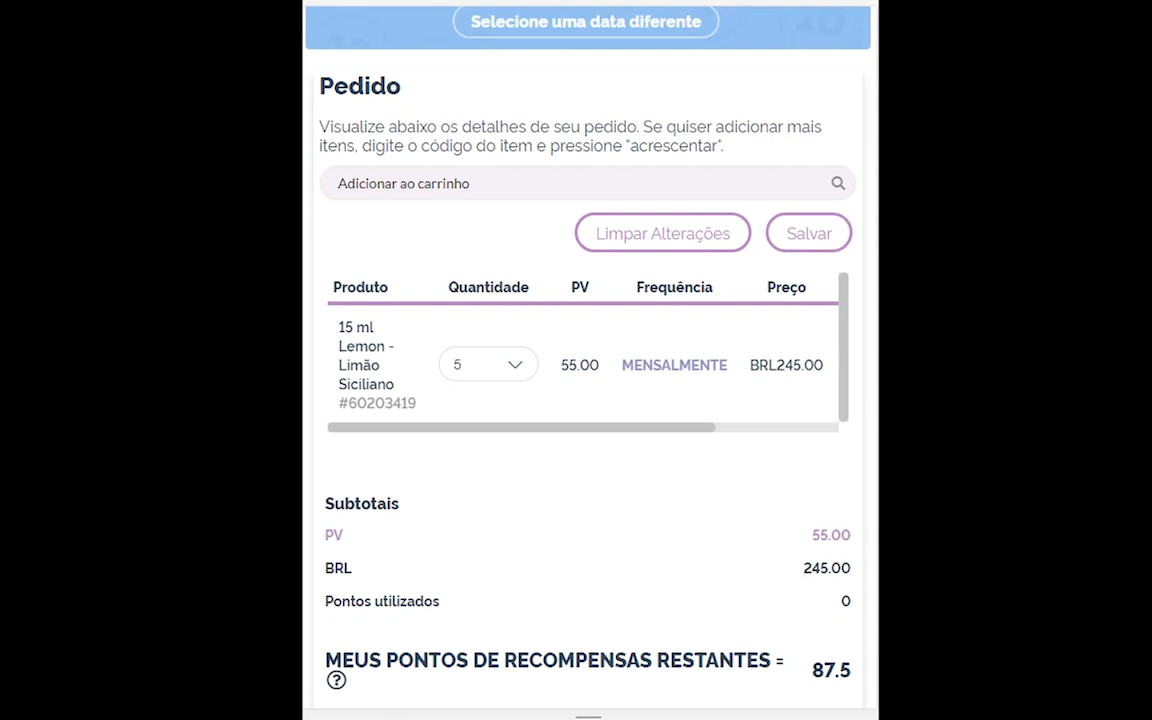 Selecione uma data diferente
Pedido
Visualize abaixo os detalhes de seu pedido. Se quiser adicionar mais
itens, digite o código do item e pressione "acrescentar".
Adicionar ao carrinho
Limpar Alterações
Salvar
Produto Quantidade PV Frequência Preço
15 ml
Lemon -
Limão
Siciliano
#60203419
5
55.00
MENSALMENTE
BRL245.00
Subtotais
PV 55.00
BRL 245.00
Pontos utilizados 0
MEUS PONTOS DE RECOMPENSAS RESTANTES =
? 87.5